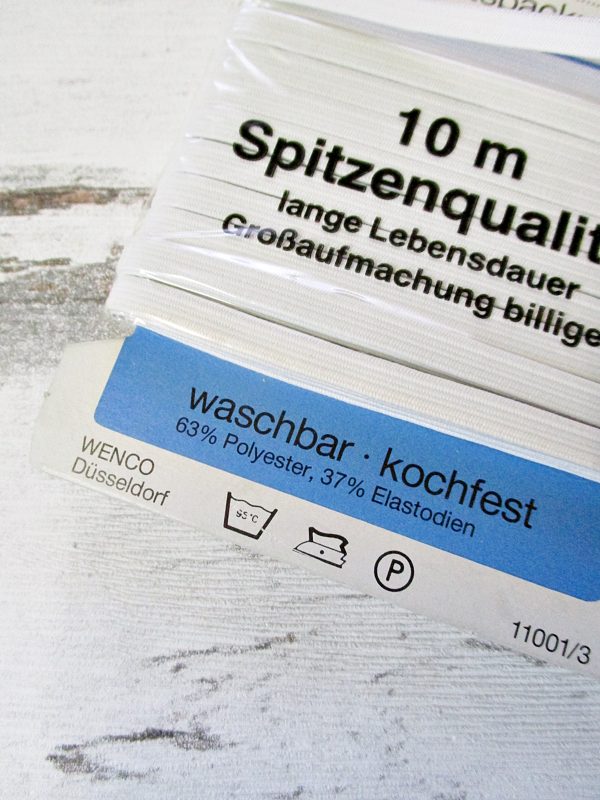 10 m
Spitzenqualit
lange Lebensdauer
Großaufmachung billige
waschbar · kochfest
63% Polyester, 37% Elastodien
WENCO
Düsseldorf
95°C
P
11001/3